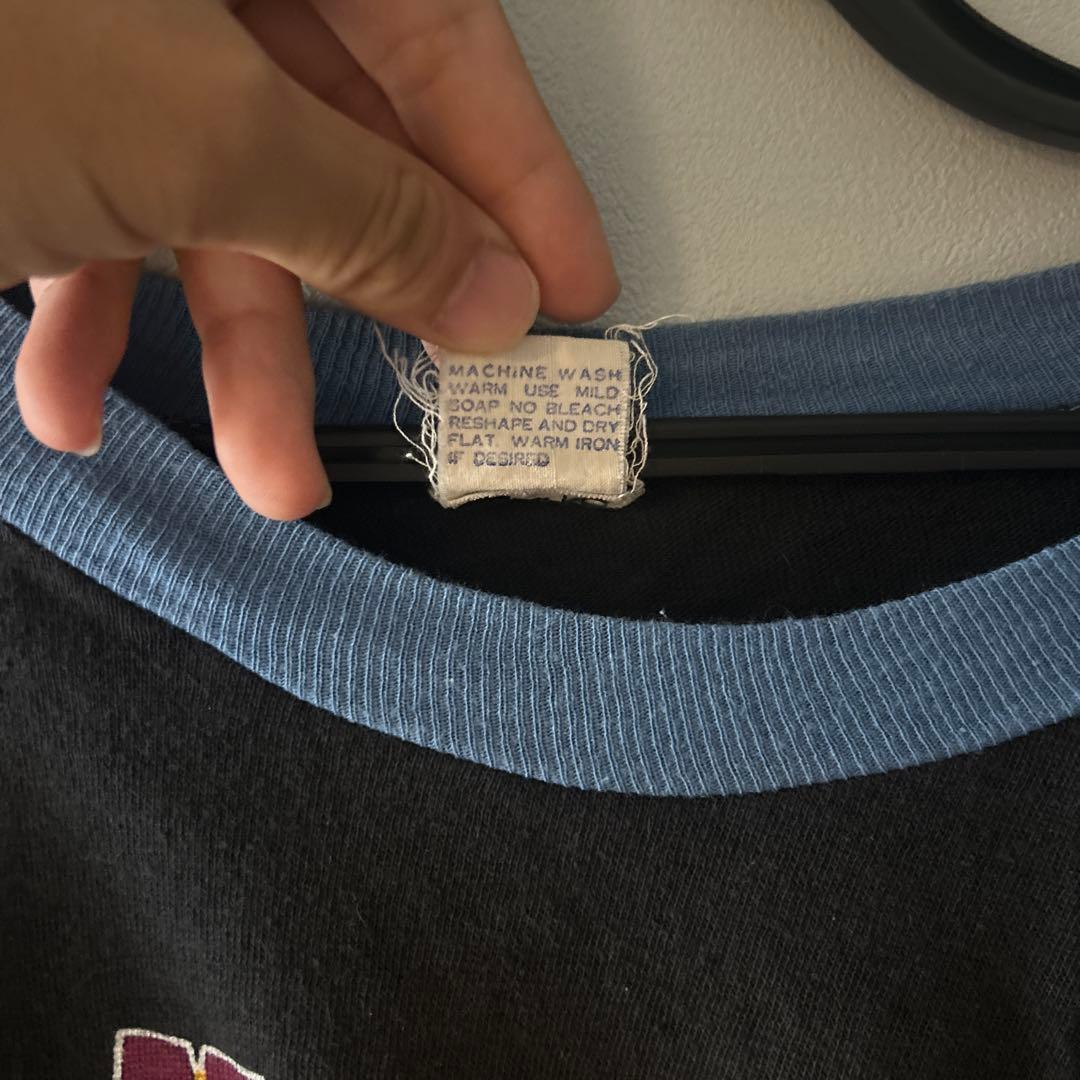 MACHINE WASH
WARM USE MILD
SOAP NO BLEACH
RESHAPE AND DRY
FLAT. WARM IRON
IF DESIRED